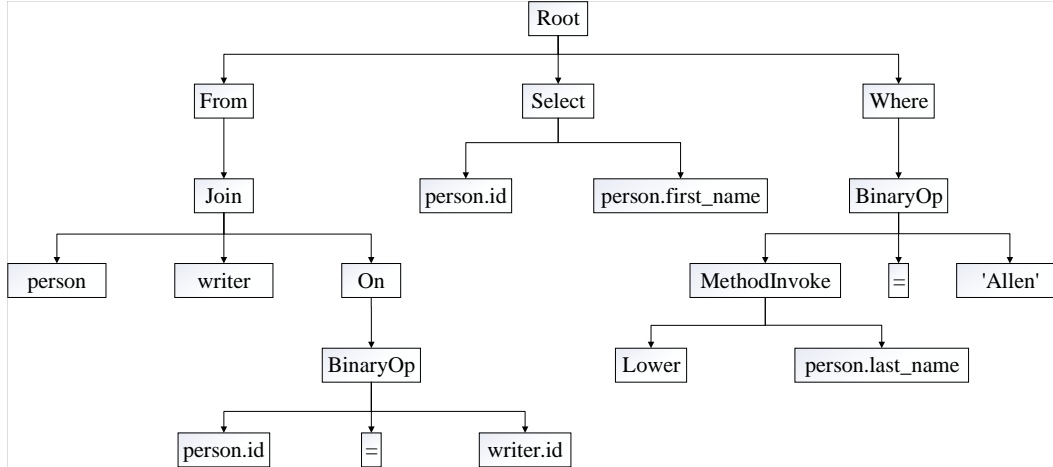 Root
From Select Where
Join person.id person.first_name BinaryOp
person writer On MethodInvoke = 'Allen'
BinaryOp Lower person.last_name
person.id = writer.id